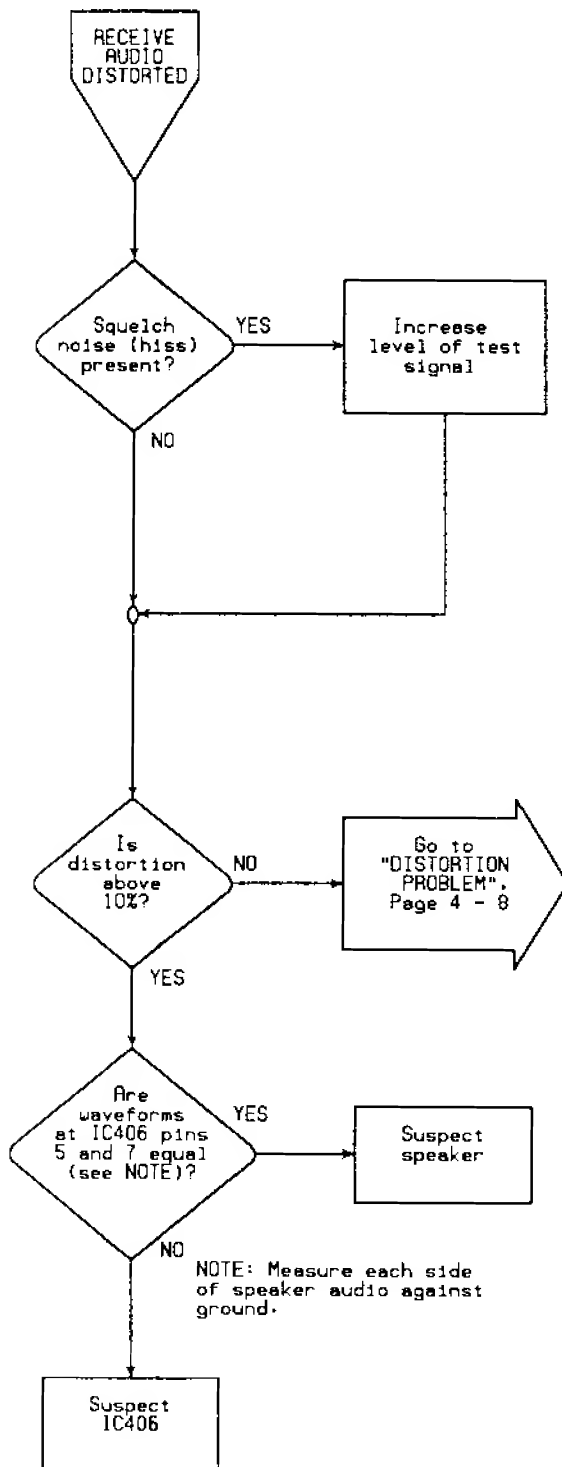 RECEIVE
AUDIO
DISTORTED
Squelch
noise (hiss)
present?
YES
Increase
level of test
signal
NO
Is
distortion
above
10%?
NO
Go to
"DISTORTION
PROBLEM",
Page 4 - 8
YES
Are
waveforms
at IC406 pins
5 and 7 equal
(see NOTE)?
YES
Suspect
speaker
NO
NOTE: Measure each side
of speaker audio against
ground.
Suspect
IC406